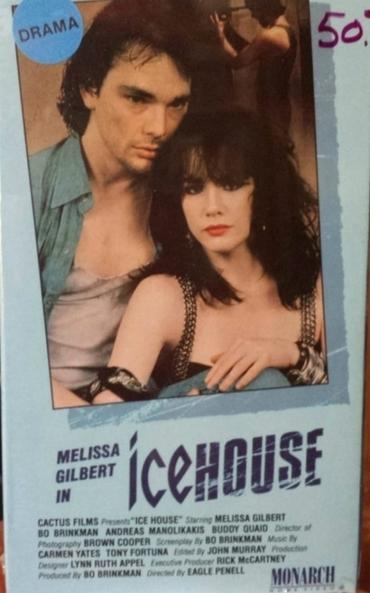 DRAMA
50.
MELISSA
GILBERT
IN
iceHOUSE
CACTUS FILMS Presents "ICE HOUSE" Starring MELISSA GILBERT
BO BRINKMAN ANDREAS MANOLIKAKIS BUDDY QUAID Director of
Photography BROWN COOPER Screenplay By BO BRINKMAN Music By
CARMEN YATES TONY FORTUNA Edited By JOHN MURRAY Production
Designer LYNN RUTH APPEL Executive Producer RICK McCARTNEY
Produced By BO BRINKMAN Directed By EAGLE PENELL
MONARCH
HOME VIDEO